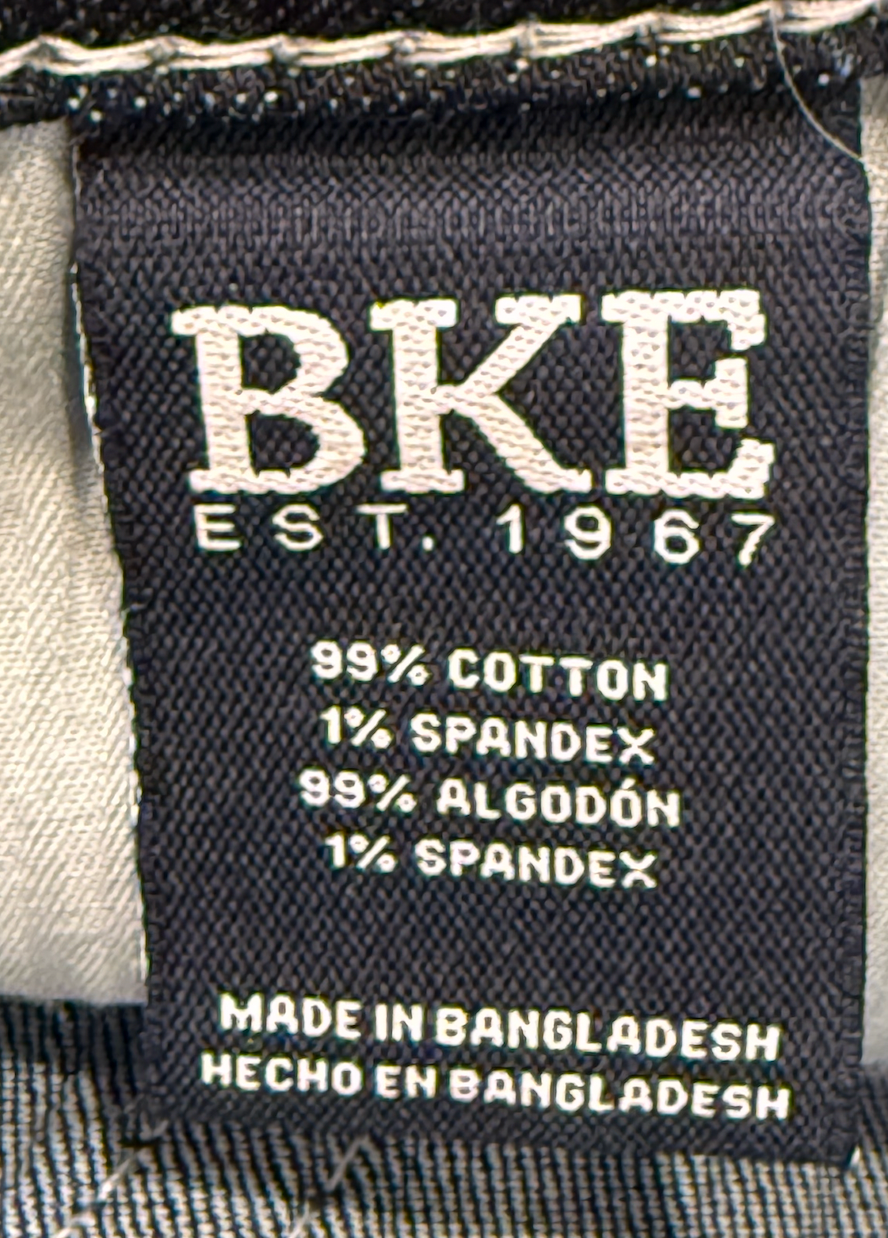 BKE
EST. 1967
99% COTTON
1% SPANDEX
99% ALGODÓN
1% SPANDEX
MADE IN BANGLADESH
HECHO EN BANGLADESH